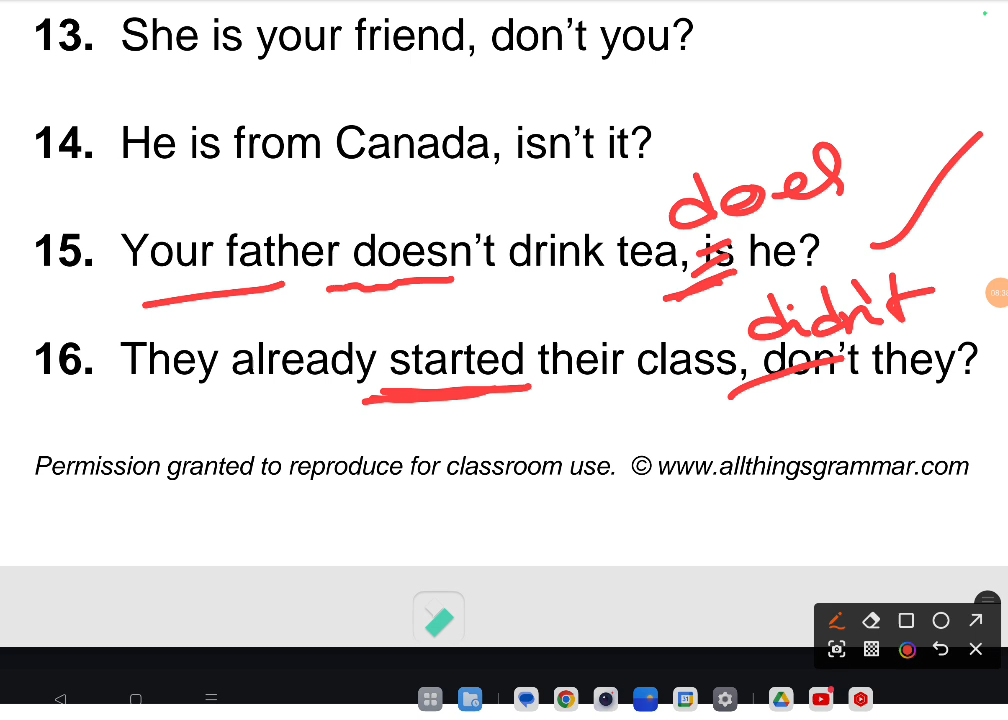 13. She is your friend, don't you?
14. He is from Canada, isn't it?
does
15. Your father doesn't drink tea, is he?
didn't
16. They already started their class, don't they?
Permission granted to reproduce for classroom use. © www.allthingsgrammar.com